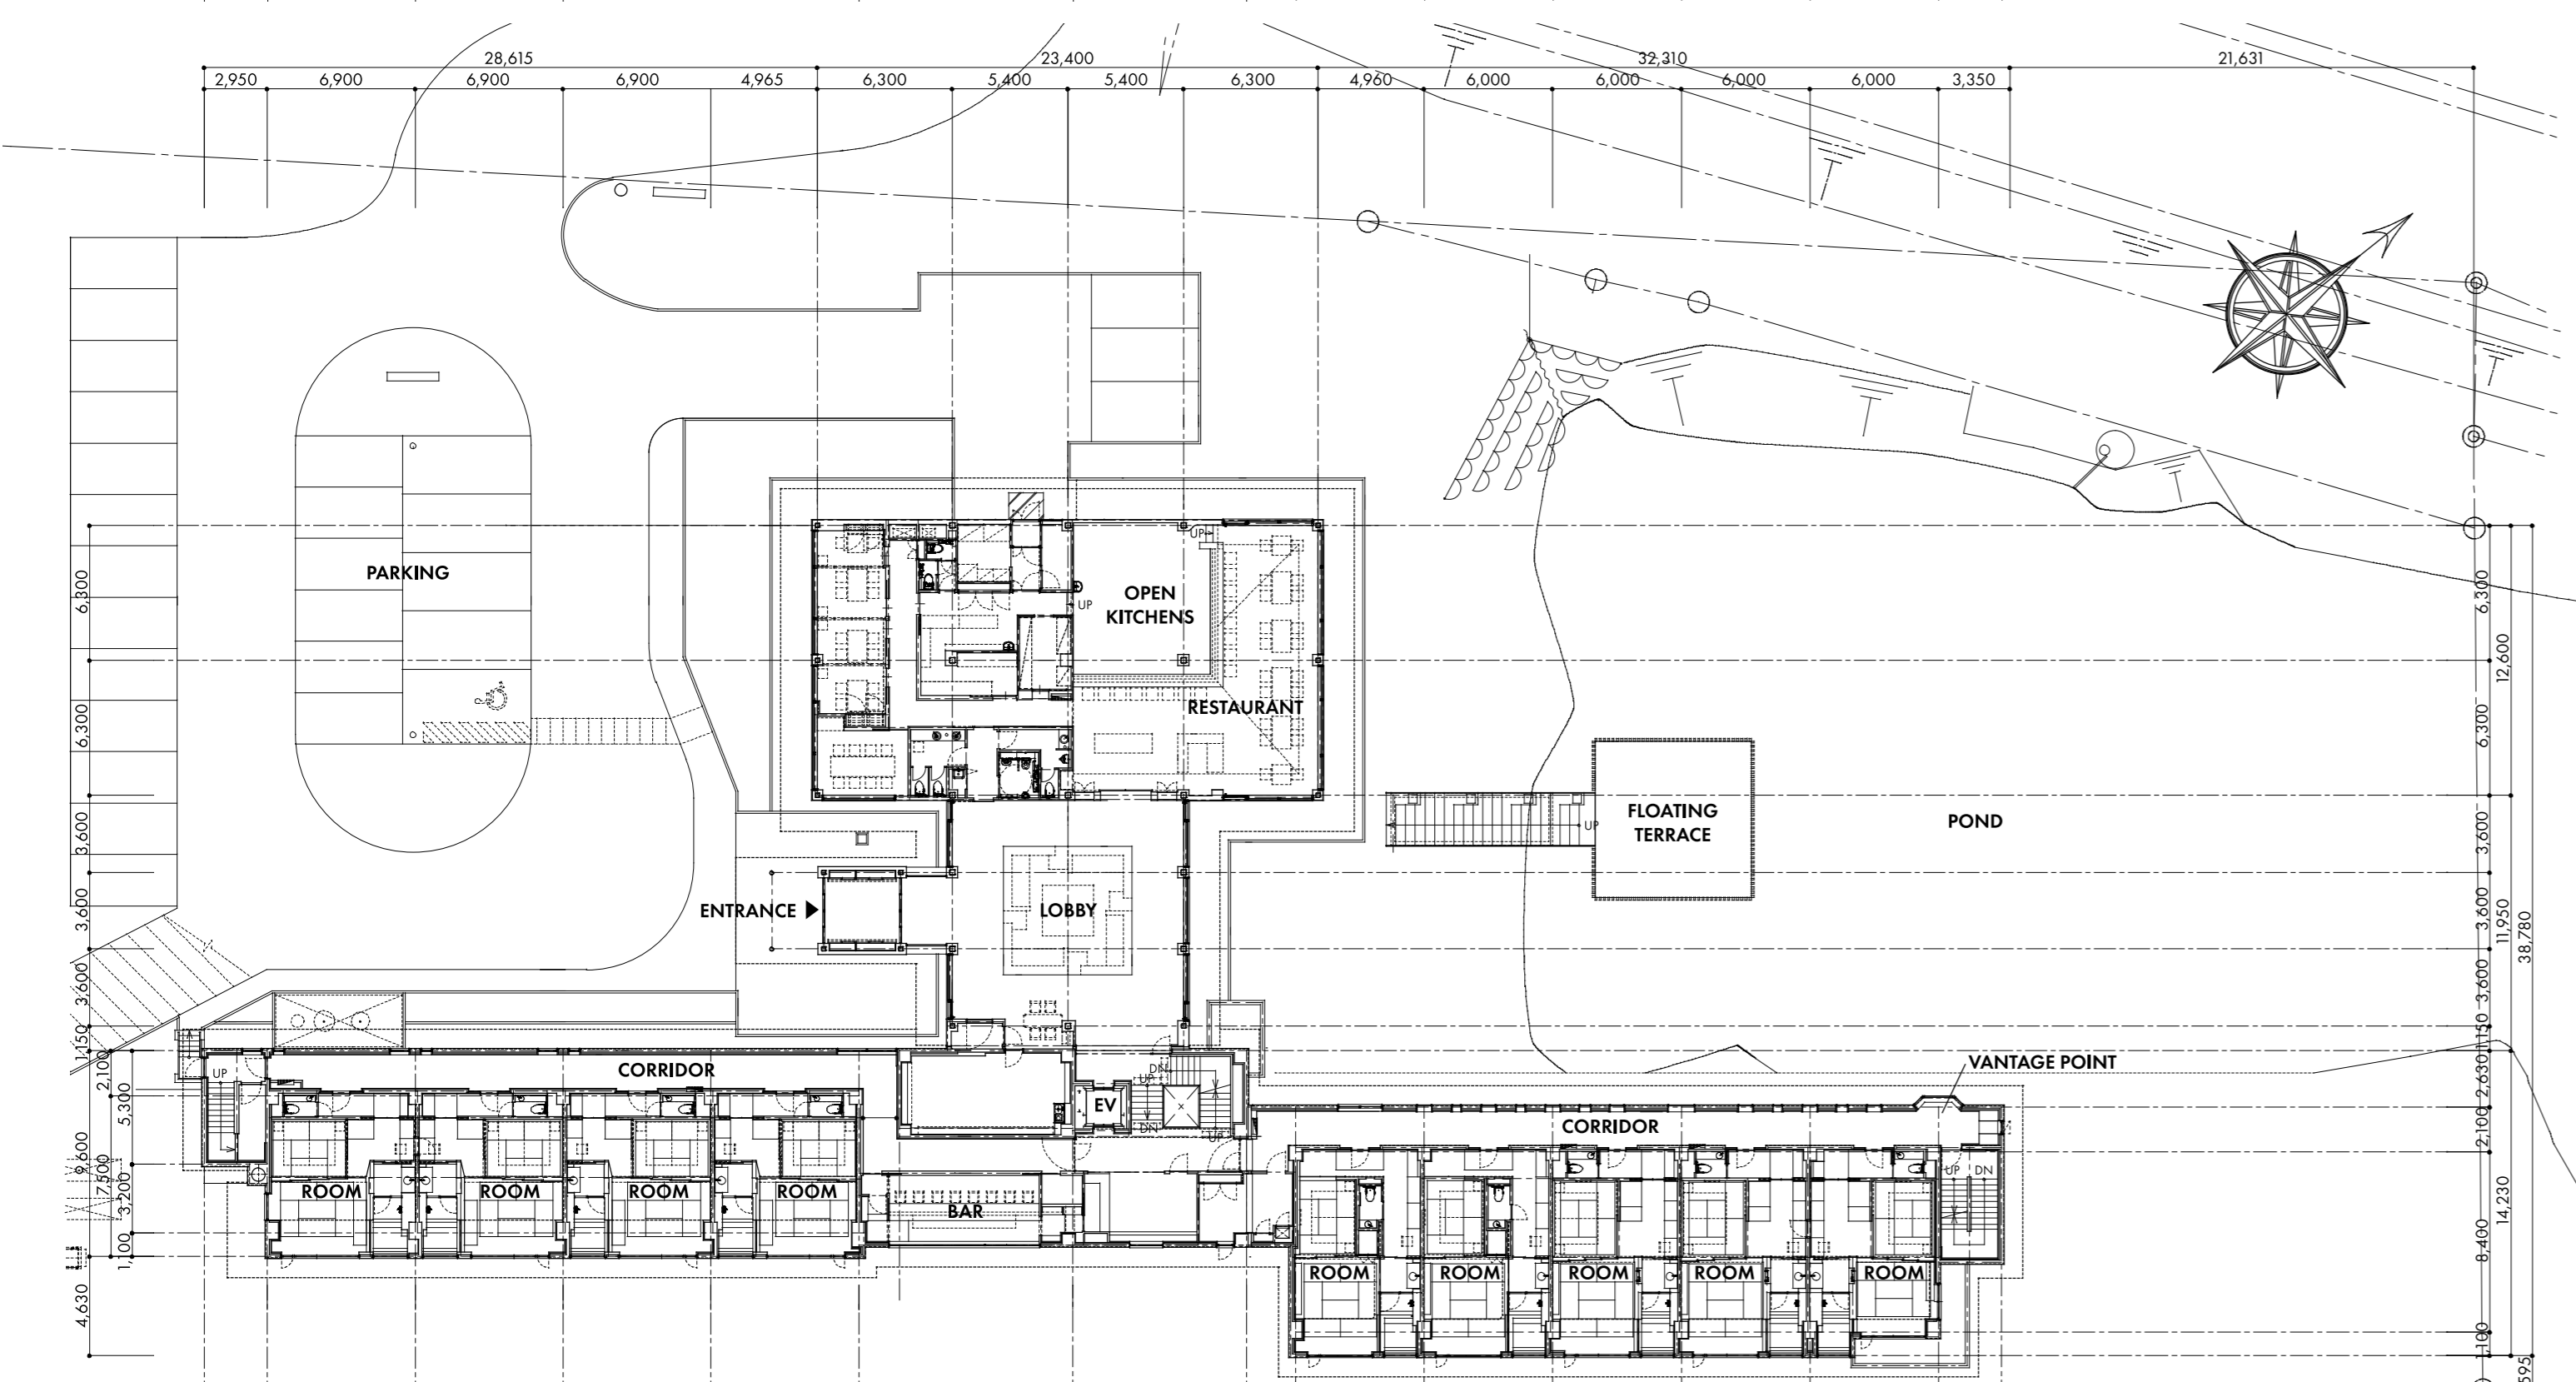 28,615
23,400
32,310
21,631
2,950
6,900
6,900
6,900
4,965
6,300
5,400
5,400
6,300
4,960
6,000
6,000
6,000
6,000
3,350
PARKING
OPEN
KITCHENS
UP
UP
RESTAURANT
FLOATING
TERRACE
UP
POND
ENTRANCE
LOBBY
VANTAGE POINT
UP
CORRIDOR
DN
UP
EV
DN
UP
CORRIDOR
UP
DN
ROOM
ROOM
ROOM
ROOM
BAR
ROOM
ROOM
ROOM
ROOM
ROOM
6,300
6,300
3,600
3,600
3,600
1,150
2,100
5,300
9,600
7,500
3,200
1,100
4,630
6,300
12,600
6,300
3,600
3,600
11,950
38,780
3,600
1,150
2,630
2,100
14,230
8,400
1,100
595